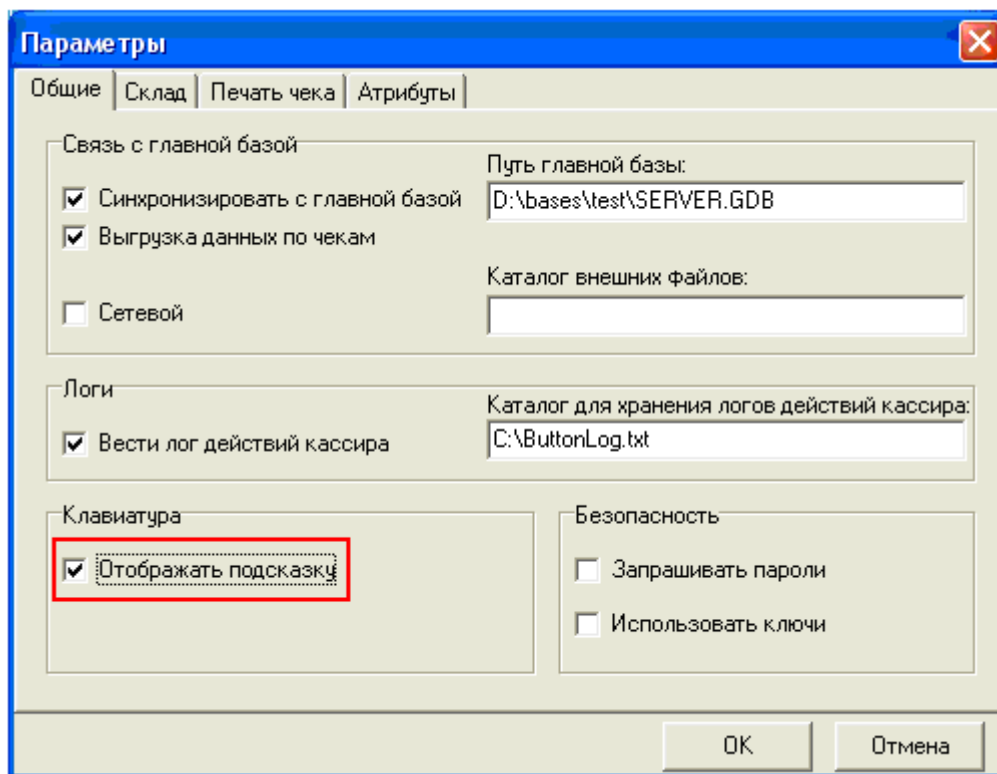 Параметры
Общие Склад Печать чека Атрибуты
Связь с главной базой
Путь главной базы:
Синхронизировать с главной базой D:\bases\test\SERVER.GDB
Выгрузка данных по чекам
Каталог внешних файлов:
Сетевой
Логи
Каталог для хранения логов действий кассира:
Вести лог действий кассира C:\ButtonLog.txt
Клавиатура Безопасность
Отображать подсказку Запрашивать пароли
Использовать ключи
OK Отмена